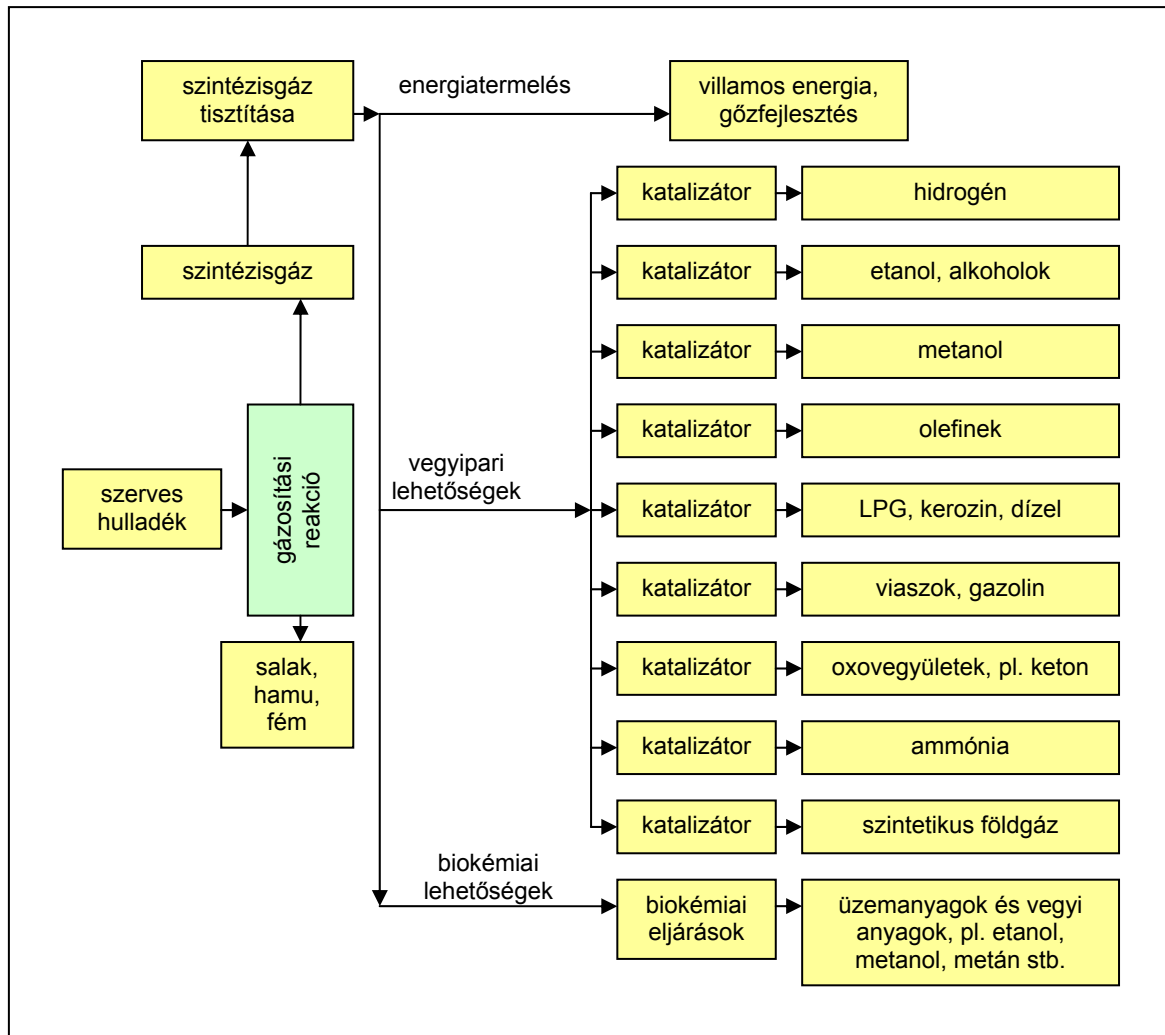 szintézisgáz
tisztítása
energiatermelés
villamos energia,
gőzfejlesztés
katalizátor
hidrogén
szintézisgáz
katalizátor
etanol, alkoholok
katalizátor
metanol
katalizátor
olefinek
szerves
hulladék
gázosítási
reakció
vegyipari
lehetőségek
katalizátor
LPG, kerozin, dízel
katalizátor
viaszok, gazolin
salak,
hamu,
fém
katalizátor
oxovegyületek, pl. keton
katalizátor
ammónia
katalizátor
szintetikus földgáz
biokémiai
lehetőségek
biokémiai
eljárások
üzemanyagok és vegyi
anyagok, pl. etanol,
metanol, metán stb.